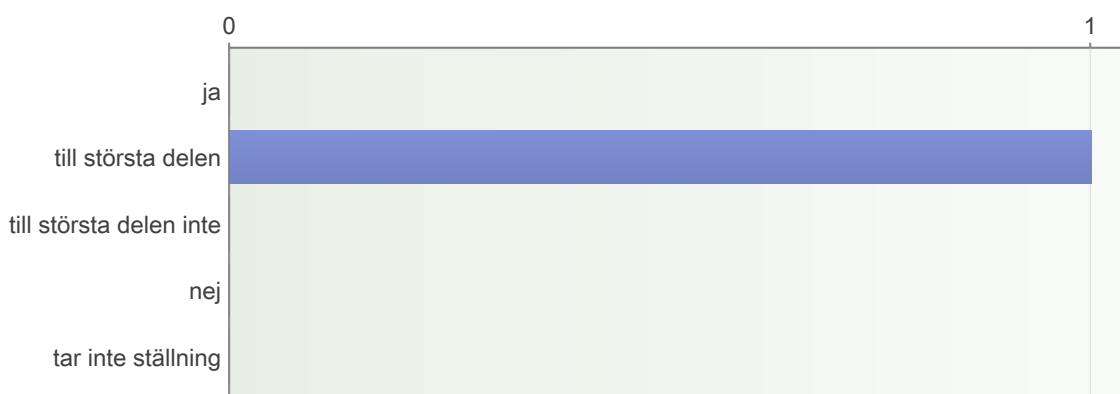 0 1
ja
till största delen
till största delen inte
nej
tar inte ställning